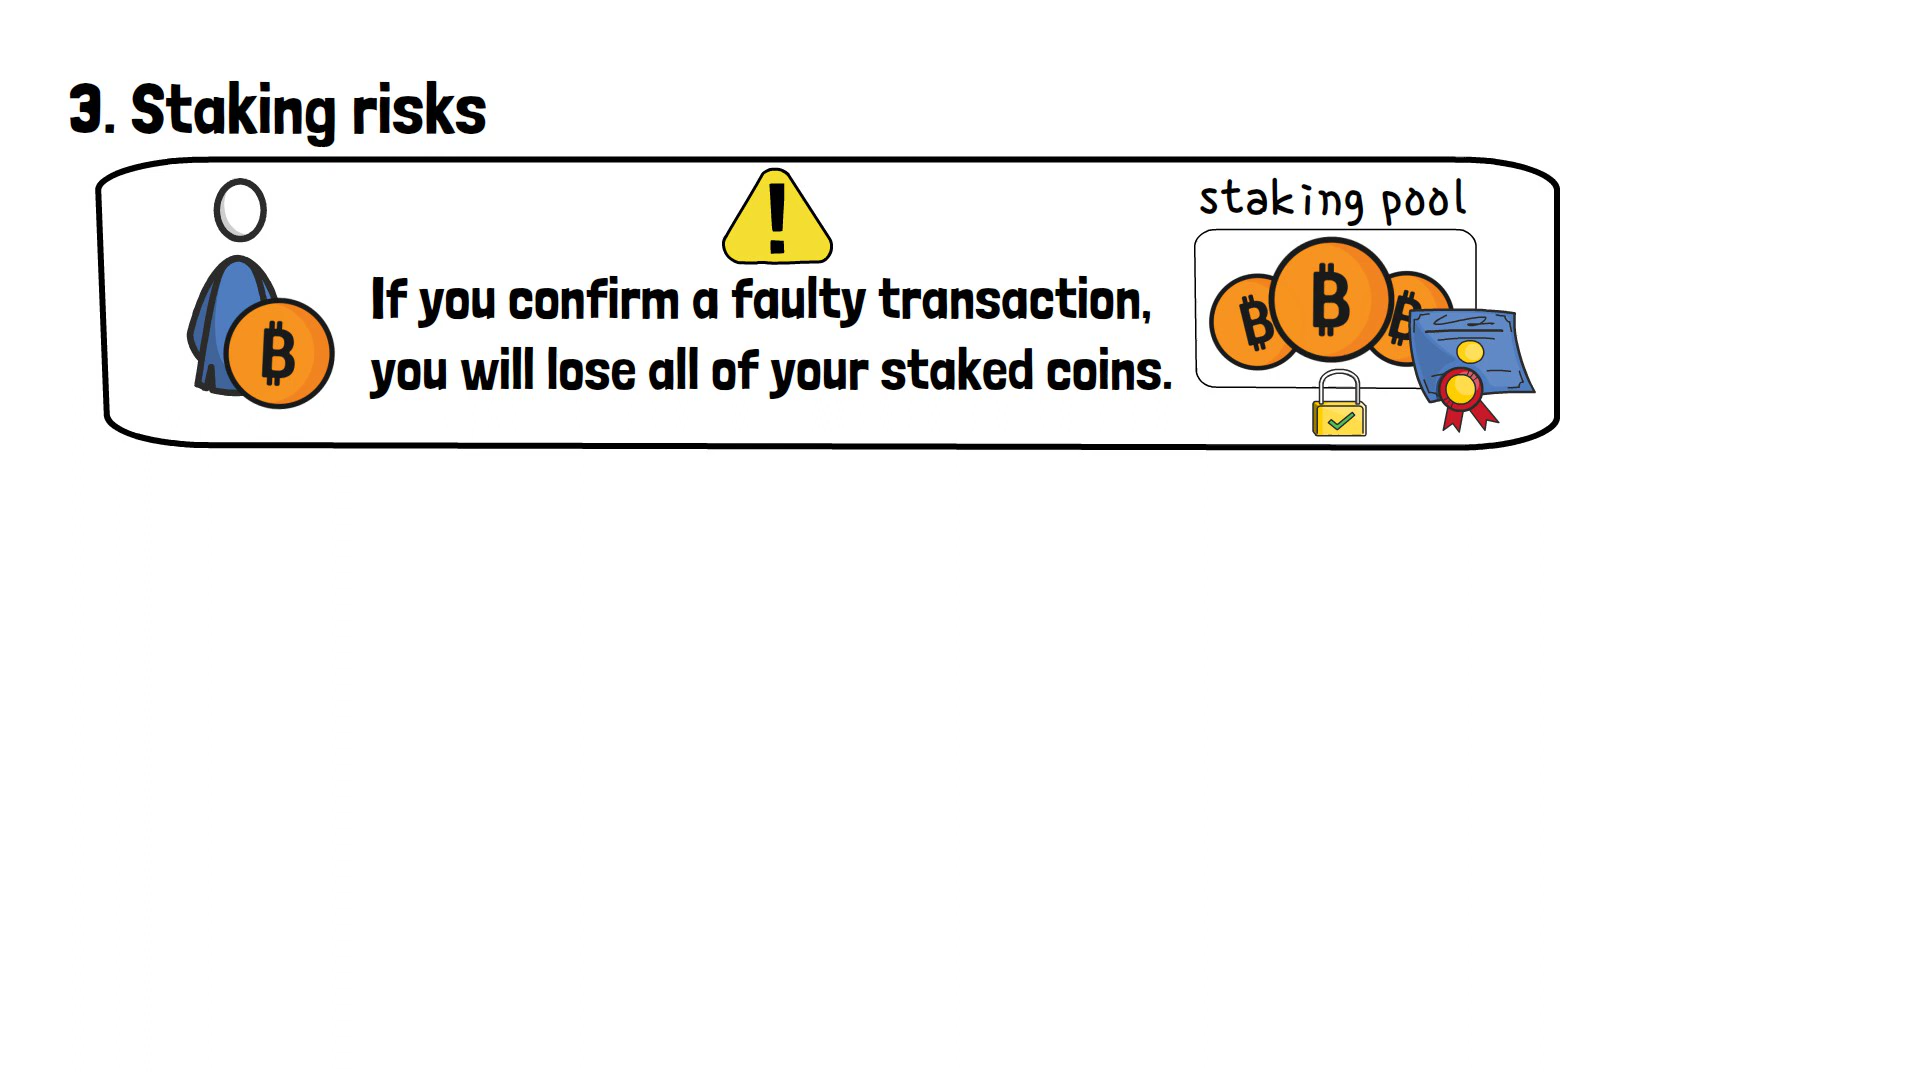 3. Staking risks
staking pool
If you confirm a faulty transaction,
you will lose all of your staked coins.